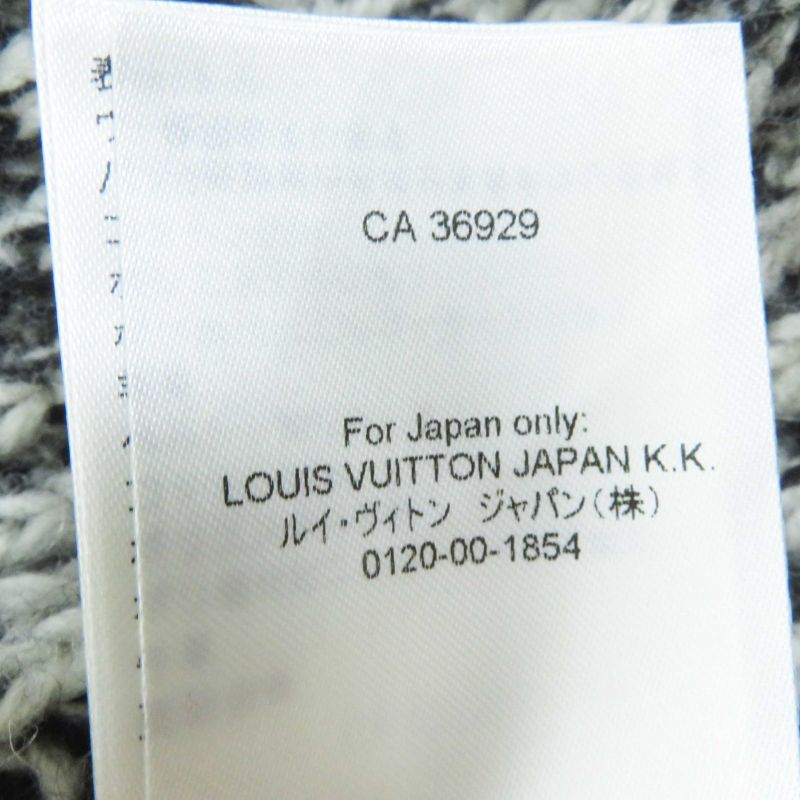 CA 36929
For Japan only:
LOUIS VUITTON JAPAN K.K.
ルイ・ヴィトン ジャパン(株)
0120-00-1854